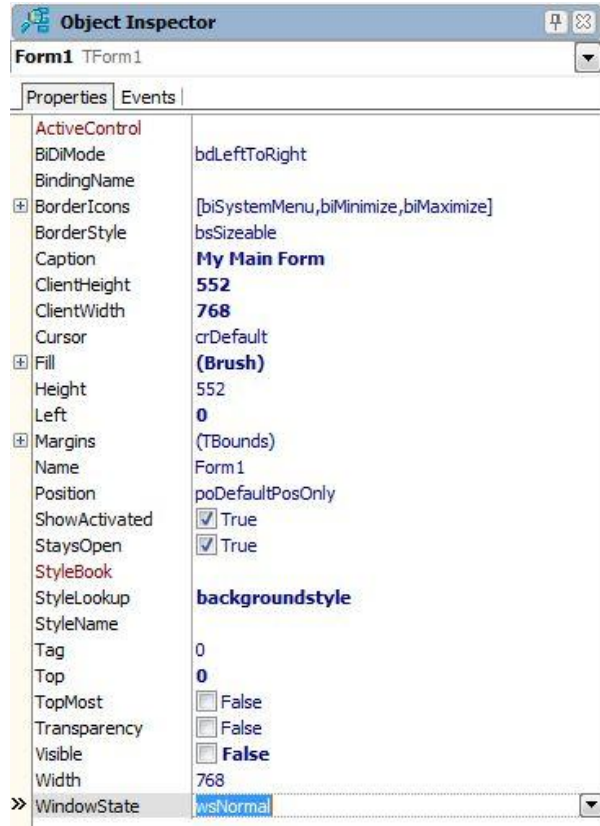 Object Inspector
Form1 TForm1
Properties Events
ActiveControl
BiDiMode bdLeftToRight
BindingName
BorderIcons [biSystemMenu,biMinimize,biMaximize]
BorderStyle bsSizeable
Caption My Main Form
ClientHeight 552
ClientWidth 768
Cursor crDefault
Fill (Brush)
Height 552
Left 0
Margins (TBounds)
Name Form1
Position poDefaultPosOnly
ShowActivated True
StaysOpen True
StyleBook
StyleLookup backgroundstyle
StyleName
Tag 0
Top 0
TopMost False
Transparency False
Visible False
Width 768
» WindowState wsNormal